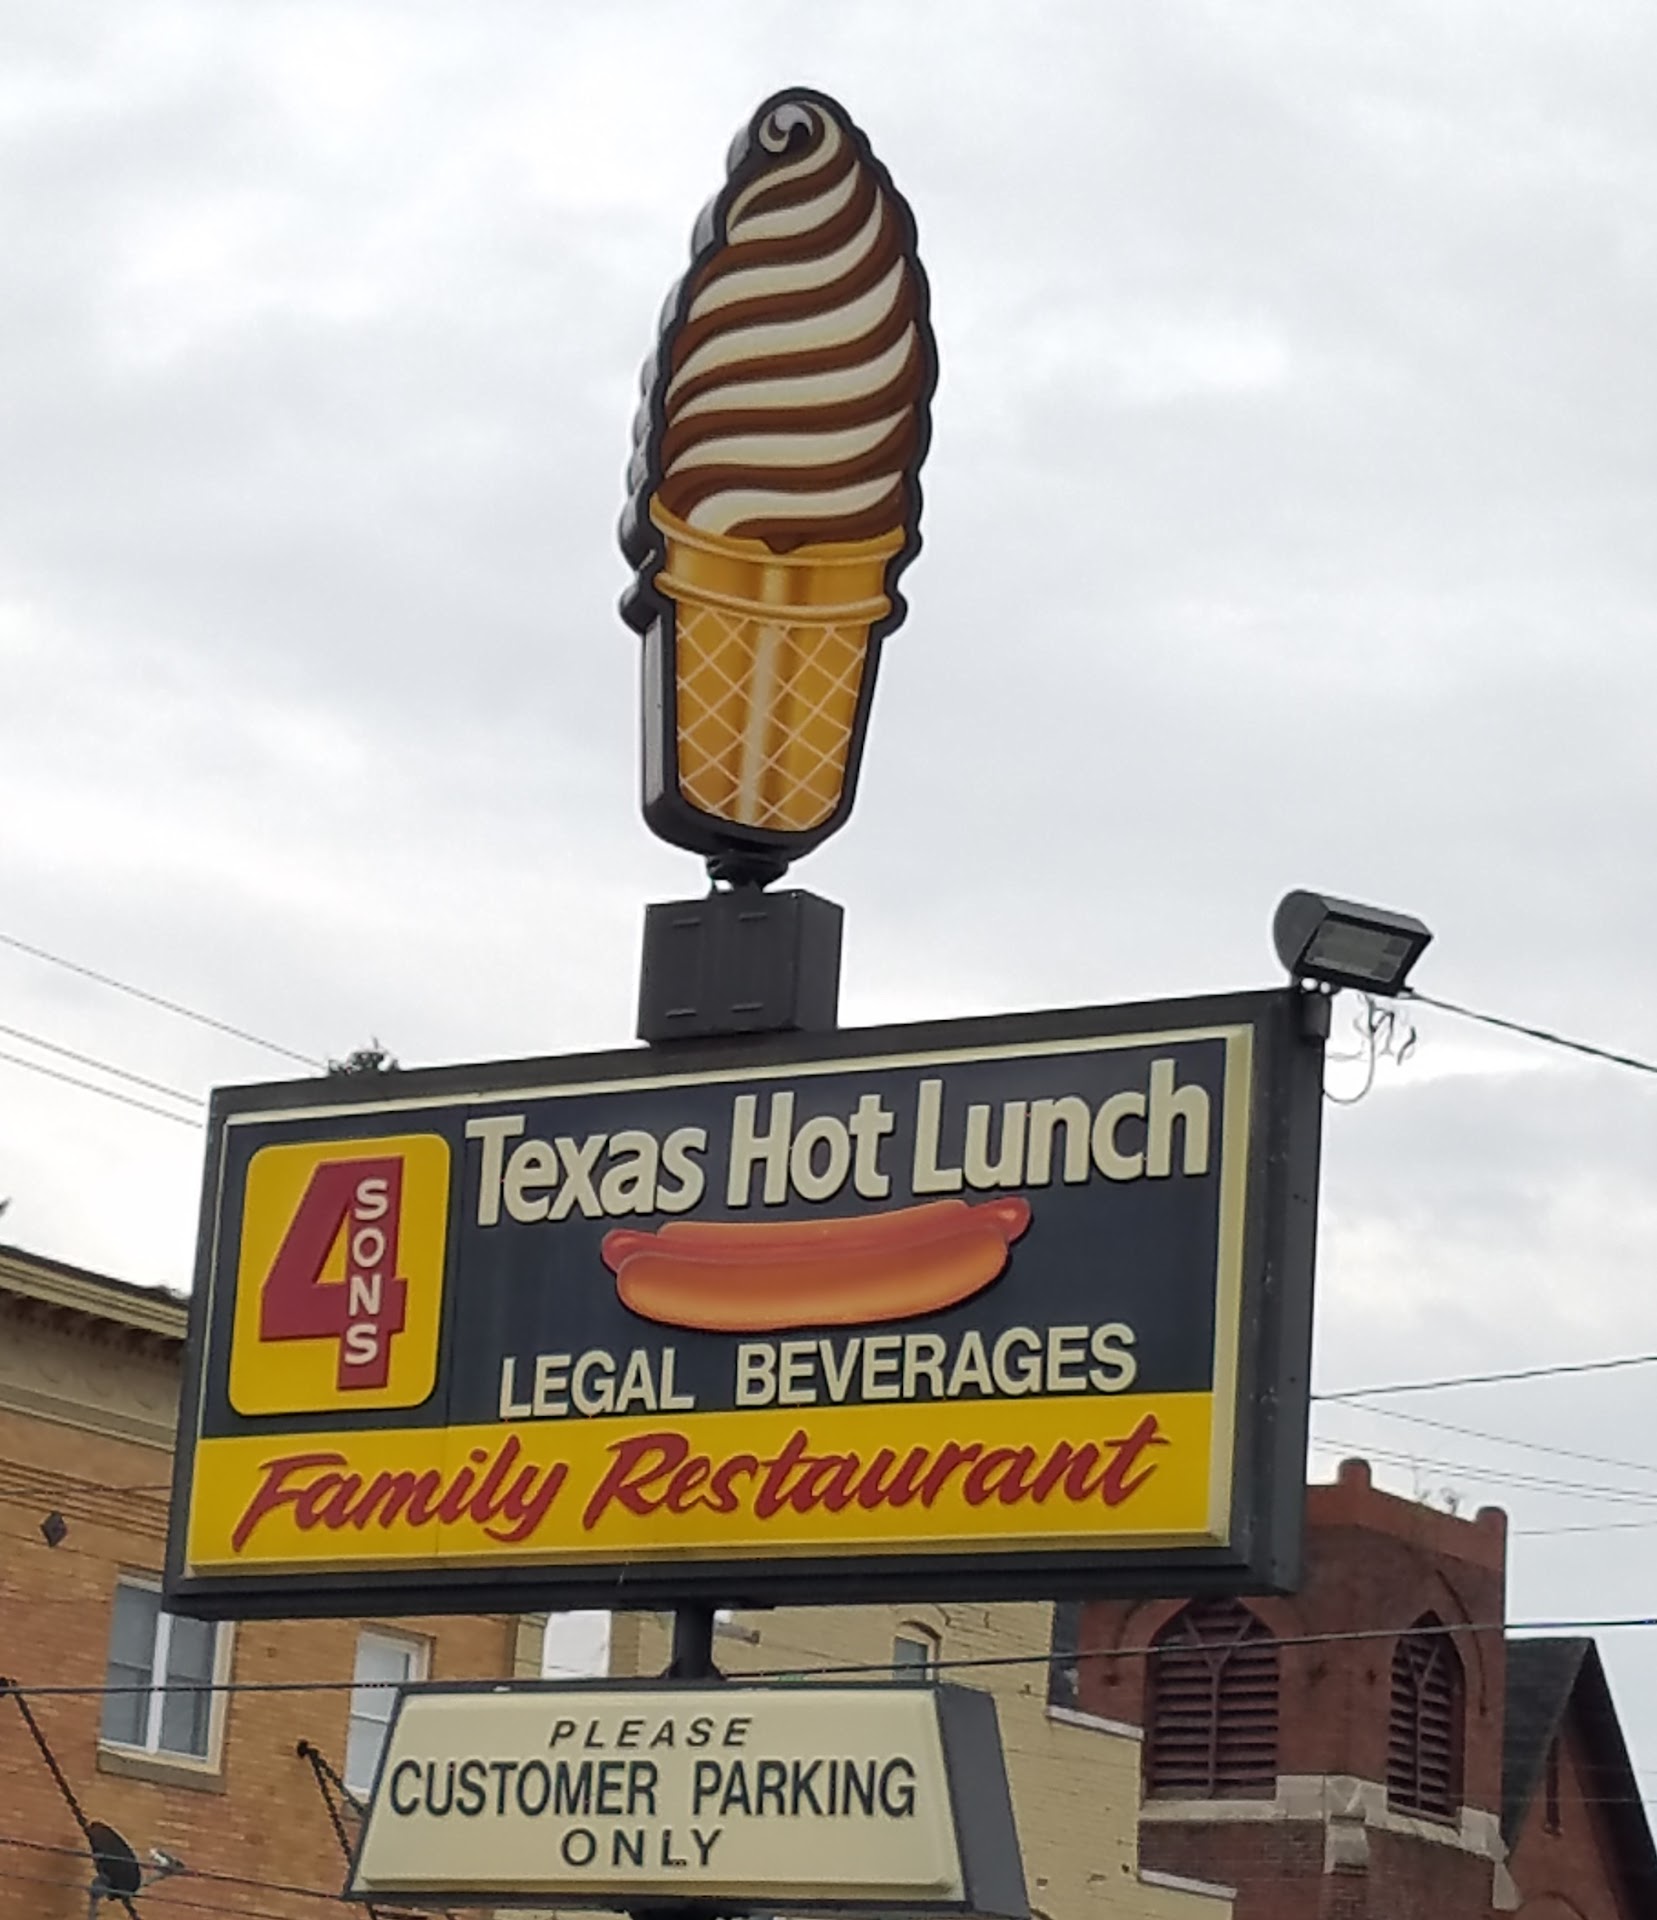 4 SONS
Texas Hot Lunch
LEGAL BEVERAGES
Family Restaurant
PLEASE
CUSTOMER PARKING
ONLY